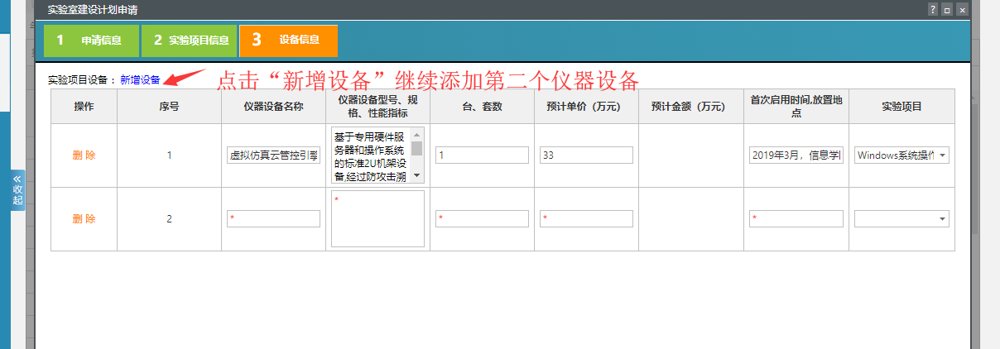 实验室建设计划申请
1 申请信息 2 实验项目信息 3 设备信息
实验项目设备： 新增设备 点击“新增设备”继续添加第二个仪器设备
操作 序号 仪器设备名称 仪器设备型号、规格、性能指标 台、套数 预计单价（万元） 预计金额（万元） 首次启用时间,放置地点 实验项目
删 除 1 虚拟仿真云管控引擎 基于专用硬件服 1 33 2019年3月，信息学 Windows系统操作
务器和操作系统
的标准2U机架设
备,经过防攻击溯
删 除 2 * * * * *
收起